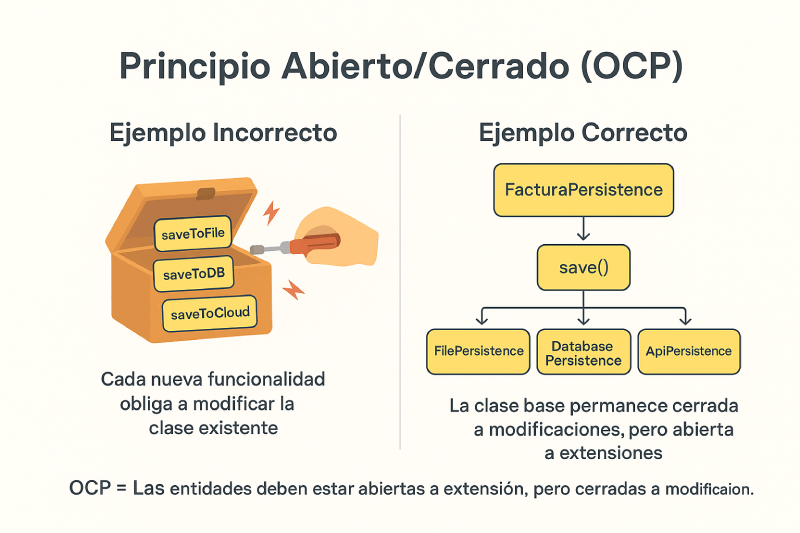 Principio Abierto/Cerrado (OCP)
Ejemplo Incorrecto
saveToFile
saveToDB
saveToCloud
Cada nueva funcionalidad
obliga a modificar la
clase existente
Ejemplo Correcto
FacturaPersistence
save()
FilePersistence
Database
Persistence
ApiPersistence
La clase base permanece cerrada
a modificaciones, pero abierta
a extensiones
OCP = Las entidades deben estar abiertas a extensión, pero cerradas a modificaion.